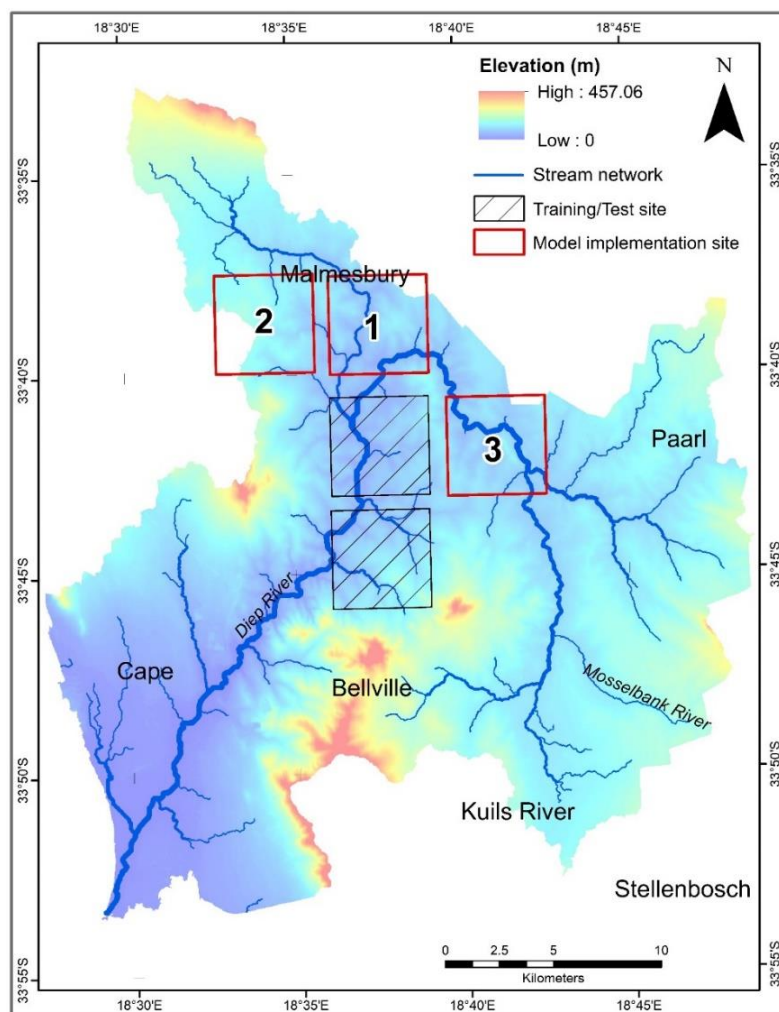 18°30'E 18°35'E 18°40'E 18°45'E
Elevation (m)
High : 457.06
Low : 0
N
Stream network
Training/Test site
Model implementation site
33°35'S
33°35'S
Malmesbury
2
1
33°40'S
33°40'S
3
Paarl
33°45'S
33°45'S
Diep River
Cape
Bellville
Mosselbank River
33°50'S
33°50'S
Kuils River
Stellenbosch
0 2.5 5 10
Kilometers
33°55'S
33°55'S
18°30'E 18°35'E 18°40'E 18°45'E